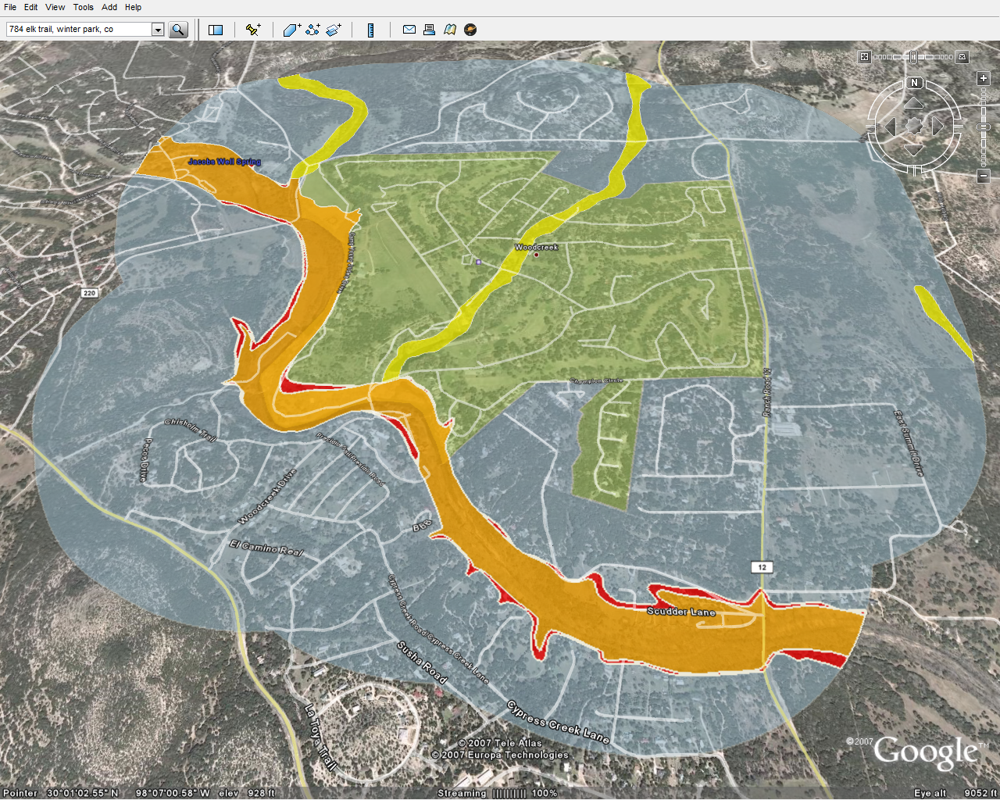 File Edit View Tools Add Help
784 elk trail, winter park, co
N
Jacobs Well Spring
Woodcreek
220
Champion Circle
Ranch Road 12
Chisholm Trail
Pecos Drive
Presidio Road
East Summit Drive
Woodcreek Drive
BBB
El Camino Real
12
Scudder Lane
Cypress Creek Road/Cypress Creek Lane
Susha Road
Cypress Creek Lane
La Toya Trail
© 2007 Tele Atlas
© 2007 Europa Technologies
©2007 Google™
Pointer 30°01'02.55" N 98°07'00.58" W elev 928 ft Streaming |||||||||| 100% Eye alt 9052 ft